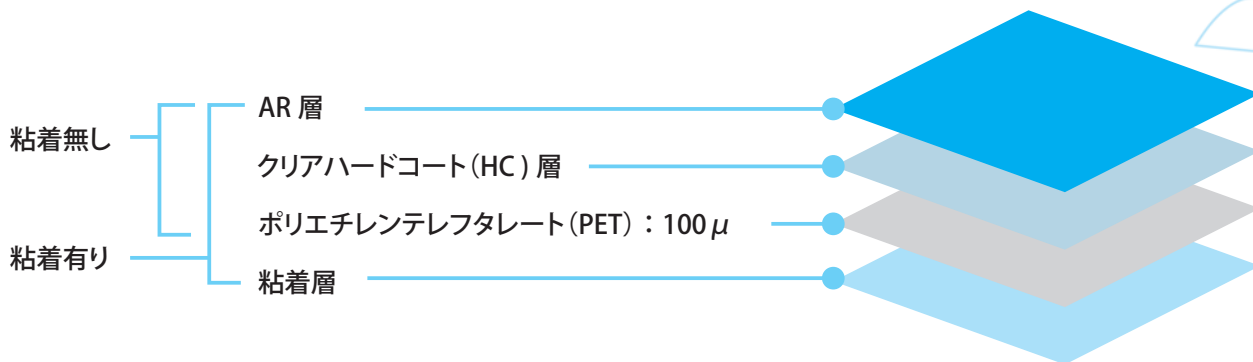 AR 層
粘着無し
クリアハードコート（HC ) 層
ポリエチレンテレフタレート（PET）：100 μ
粘着有り
粘着層